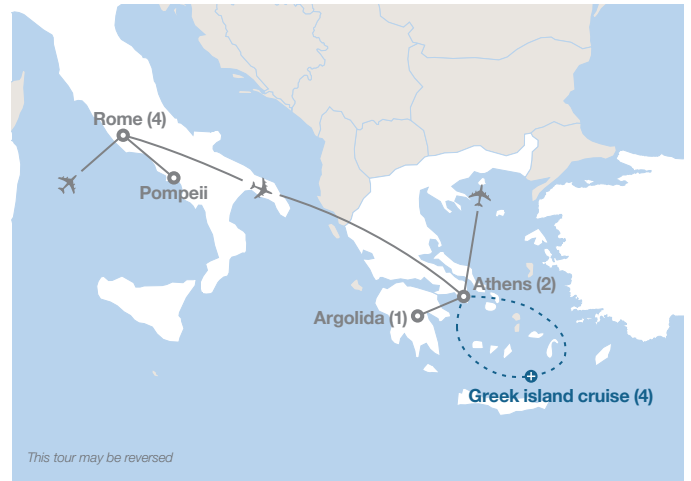 Rome (4)
Pompeii
Athens (2)
Argolida (1)
Greek island cruise (4)
This tour may be reversed